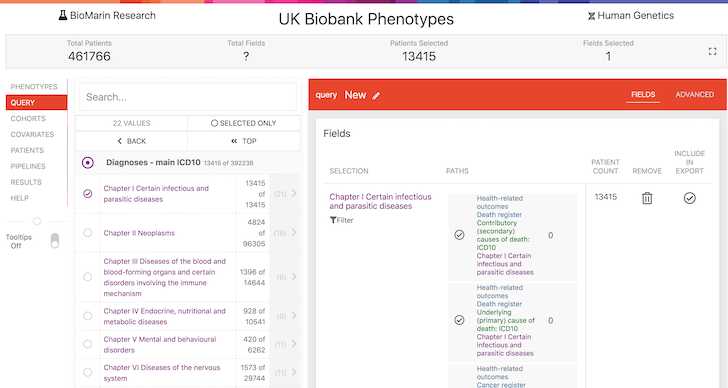 BioMarin Research
UK Biobank Phenotypes
Human Genetics
Total Patients
461766
Total Fields
?
Patients Selected
13415
Fields Selected
1
PHENOTYPES
QUERY
COHORTS
COVARIATES
PATIENTS
PIPELINES
RESULTS
HELP
Tooltips
Off
Search...
22 VALUES
SELECTED ONLY
BACK
TOP
Diagnoses - main ICD10 13415 of 392238
Chapter I Certain infectious and
parasitic diseases
13415
of
13415
(21)
Chapter II Neoplasms
4824
of
96305
(18)
Chapter III Diseases of the blood and
blood-forming organs and certain
disorders involving the immune
mechanism
1396 of
14644
(6)
Chapter IV Endocrine, nutritional and
metabolic diseases
928 of
10541
(8)
Chapter V Mental and behavioural
disorders
420 of
6262
(11)
Chapter VI Diseases of the nervous
system
1573 of
29744
(11)
query New
FIELDS
ADVANCED
Fields
SELECTION
PATHS
PATIENT
COUNT
REMOVE
INCLUDE
IN
EXPORT
Chapter I Certain infectious
and parasitic diseases
Filter
Health-related
outcomes
Death register
Contributory
(secondary)
causes of death:
ICD10
Chapter I Certain
infectious and
parasitic diseases
0
13415
Health-related
outcomes
Death register
Underlying
(primary) cause of
death: ICD10
Chapter I Certain
infectious and
parasitic diseases
0
Health-related
outcomes
Cancer register